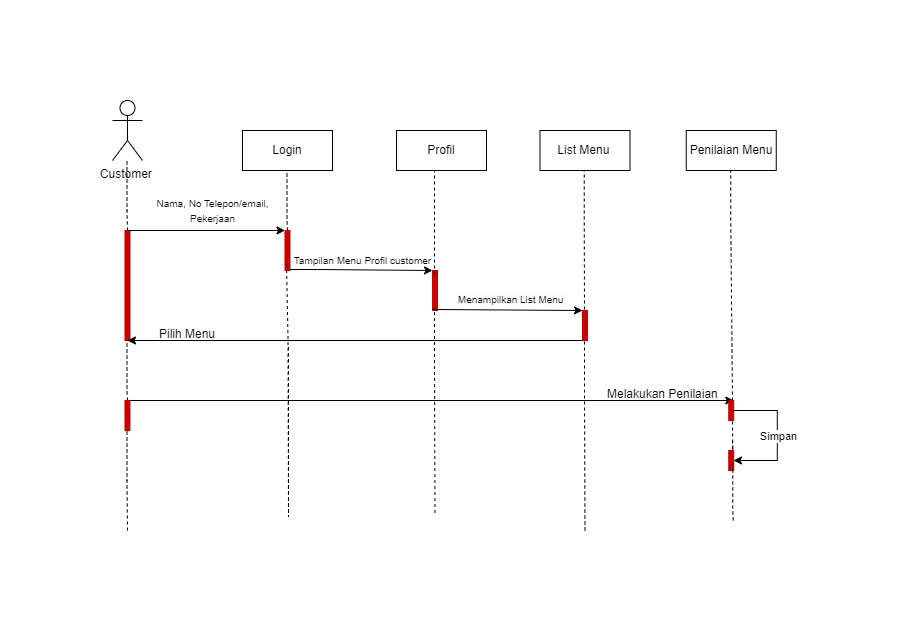 Customer
Login
Profil
List Menu
Penilaian Menu
Nama, No Telepon/email,
Pekerjaan
Tampilan Menu Profil customer
Menampilkan List Menu
Pilih Menu
Melakukan Penilaian
Simpan